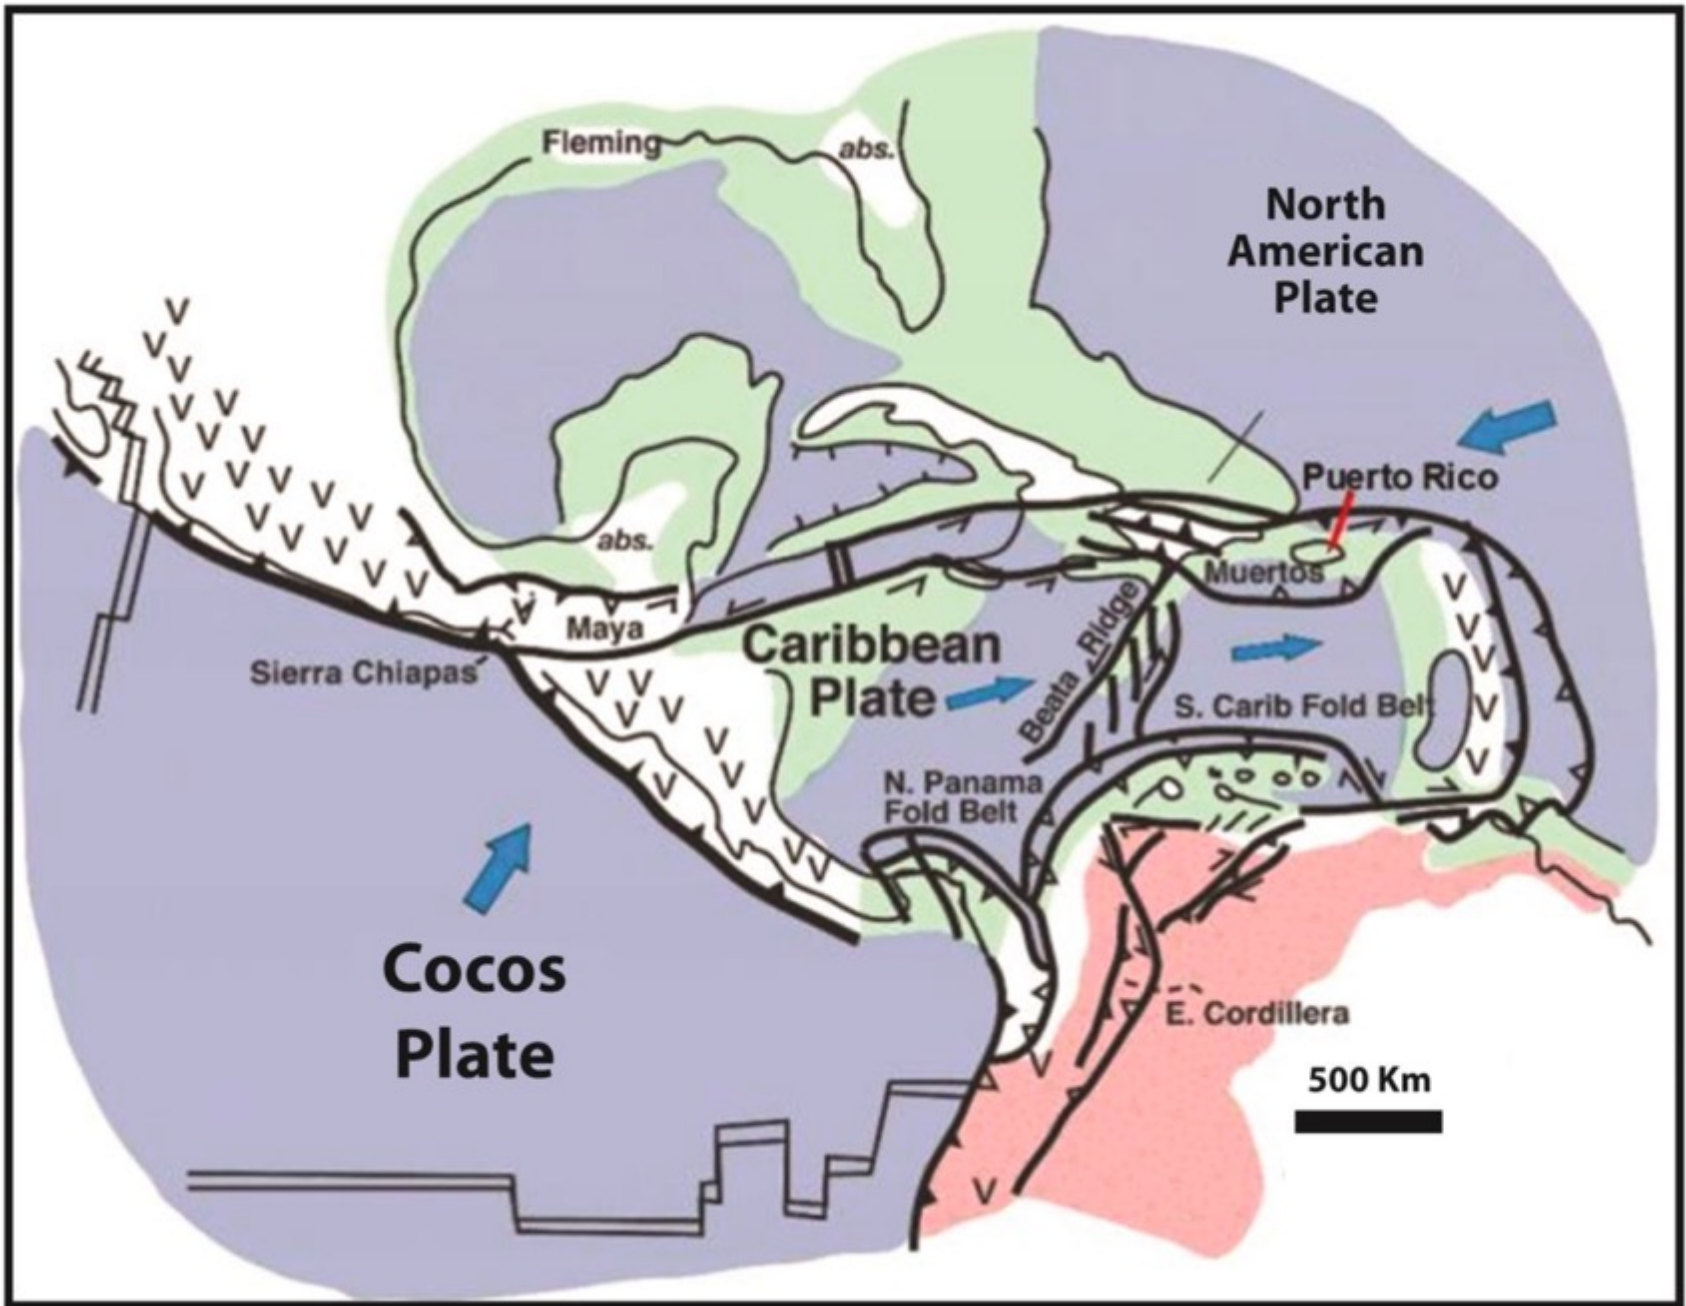 Fleming
abs.
North
American
Plate
Puerto Rico
abs.
Muertos
Maya
Caribbean
Plate
Beata Ridge
Sierra Chiapas
S. Carib Fold Belt
N. Panama
Fold Belt
Cocos
Plate
E. Cordillera
500 Km